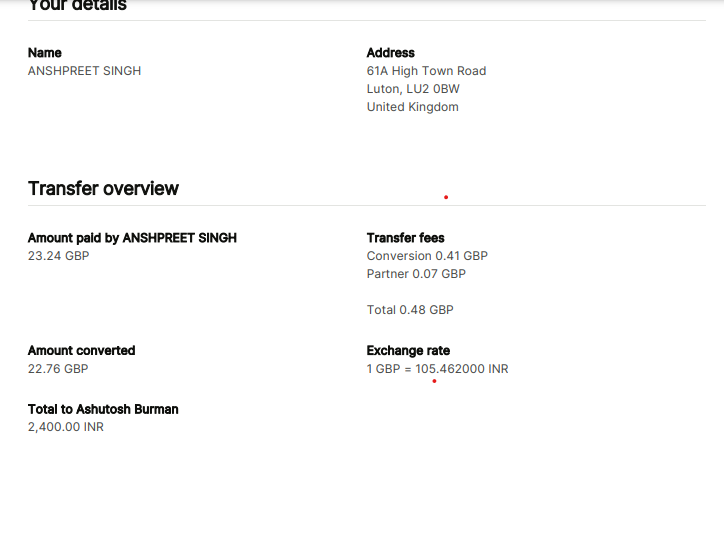 Your details
Name
ANSHPREET SINGH
Address
61A High Town Road
Luton, LU2 0BW
United Kingdom
Transfer overview
Amount paid by ANSHPREET SINGH
23.24 GBP
Transfer fees
Conversion 0.41 GBP
Partner 0.07 GBP
Total 0.48 GBP
Amount converted
22.76 GBP
Exchange rate
1 GBP = 105.462000 INR
Total to Ashutosh Burman
2,400.00 INR